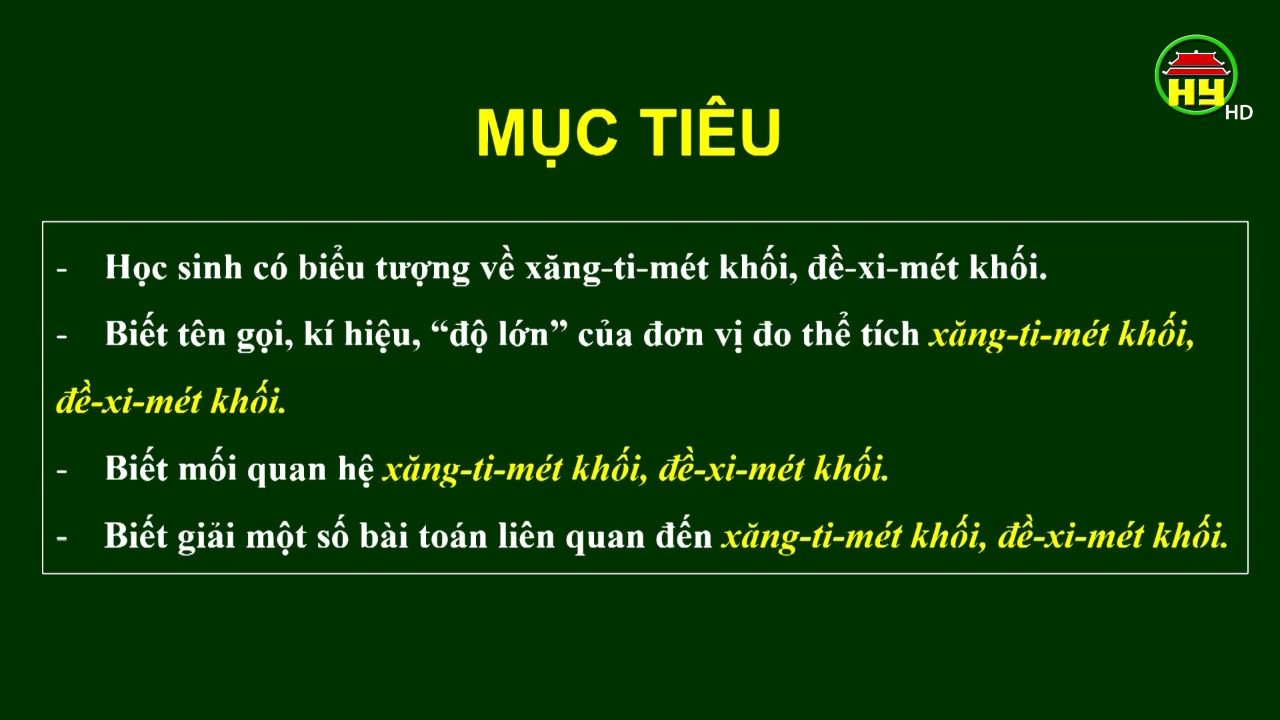 HY
HD
MỤC TIÊU
- Học sinh có biểu tượng về xăng-ti-mét khối, đề-xi-mét khối.
- Biết tên gọi, kí hiệu, “độ lớn” của đơn vị đo thể tích xăng-ti-mét khối,
đề-xi-mét khối.
- Biết mối quan hệ xăng-ti-mét khối, đề-xi-mét khối.
- Biết giải một số bài toán liên quan đến xăng-ti-mét khối, đề-xi-mét khối.